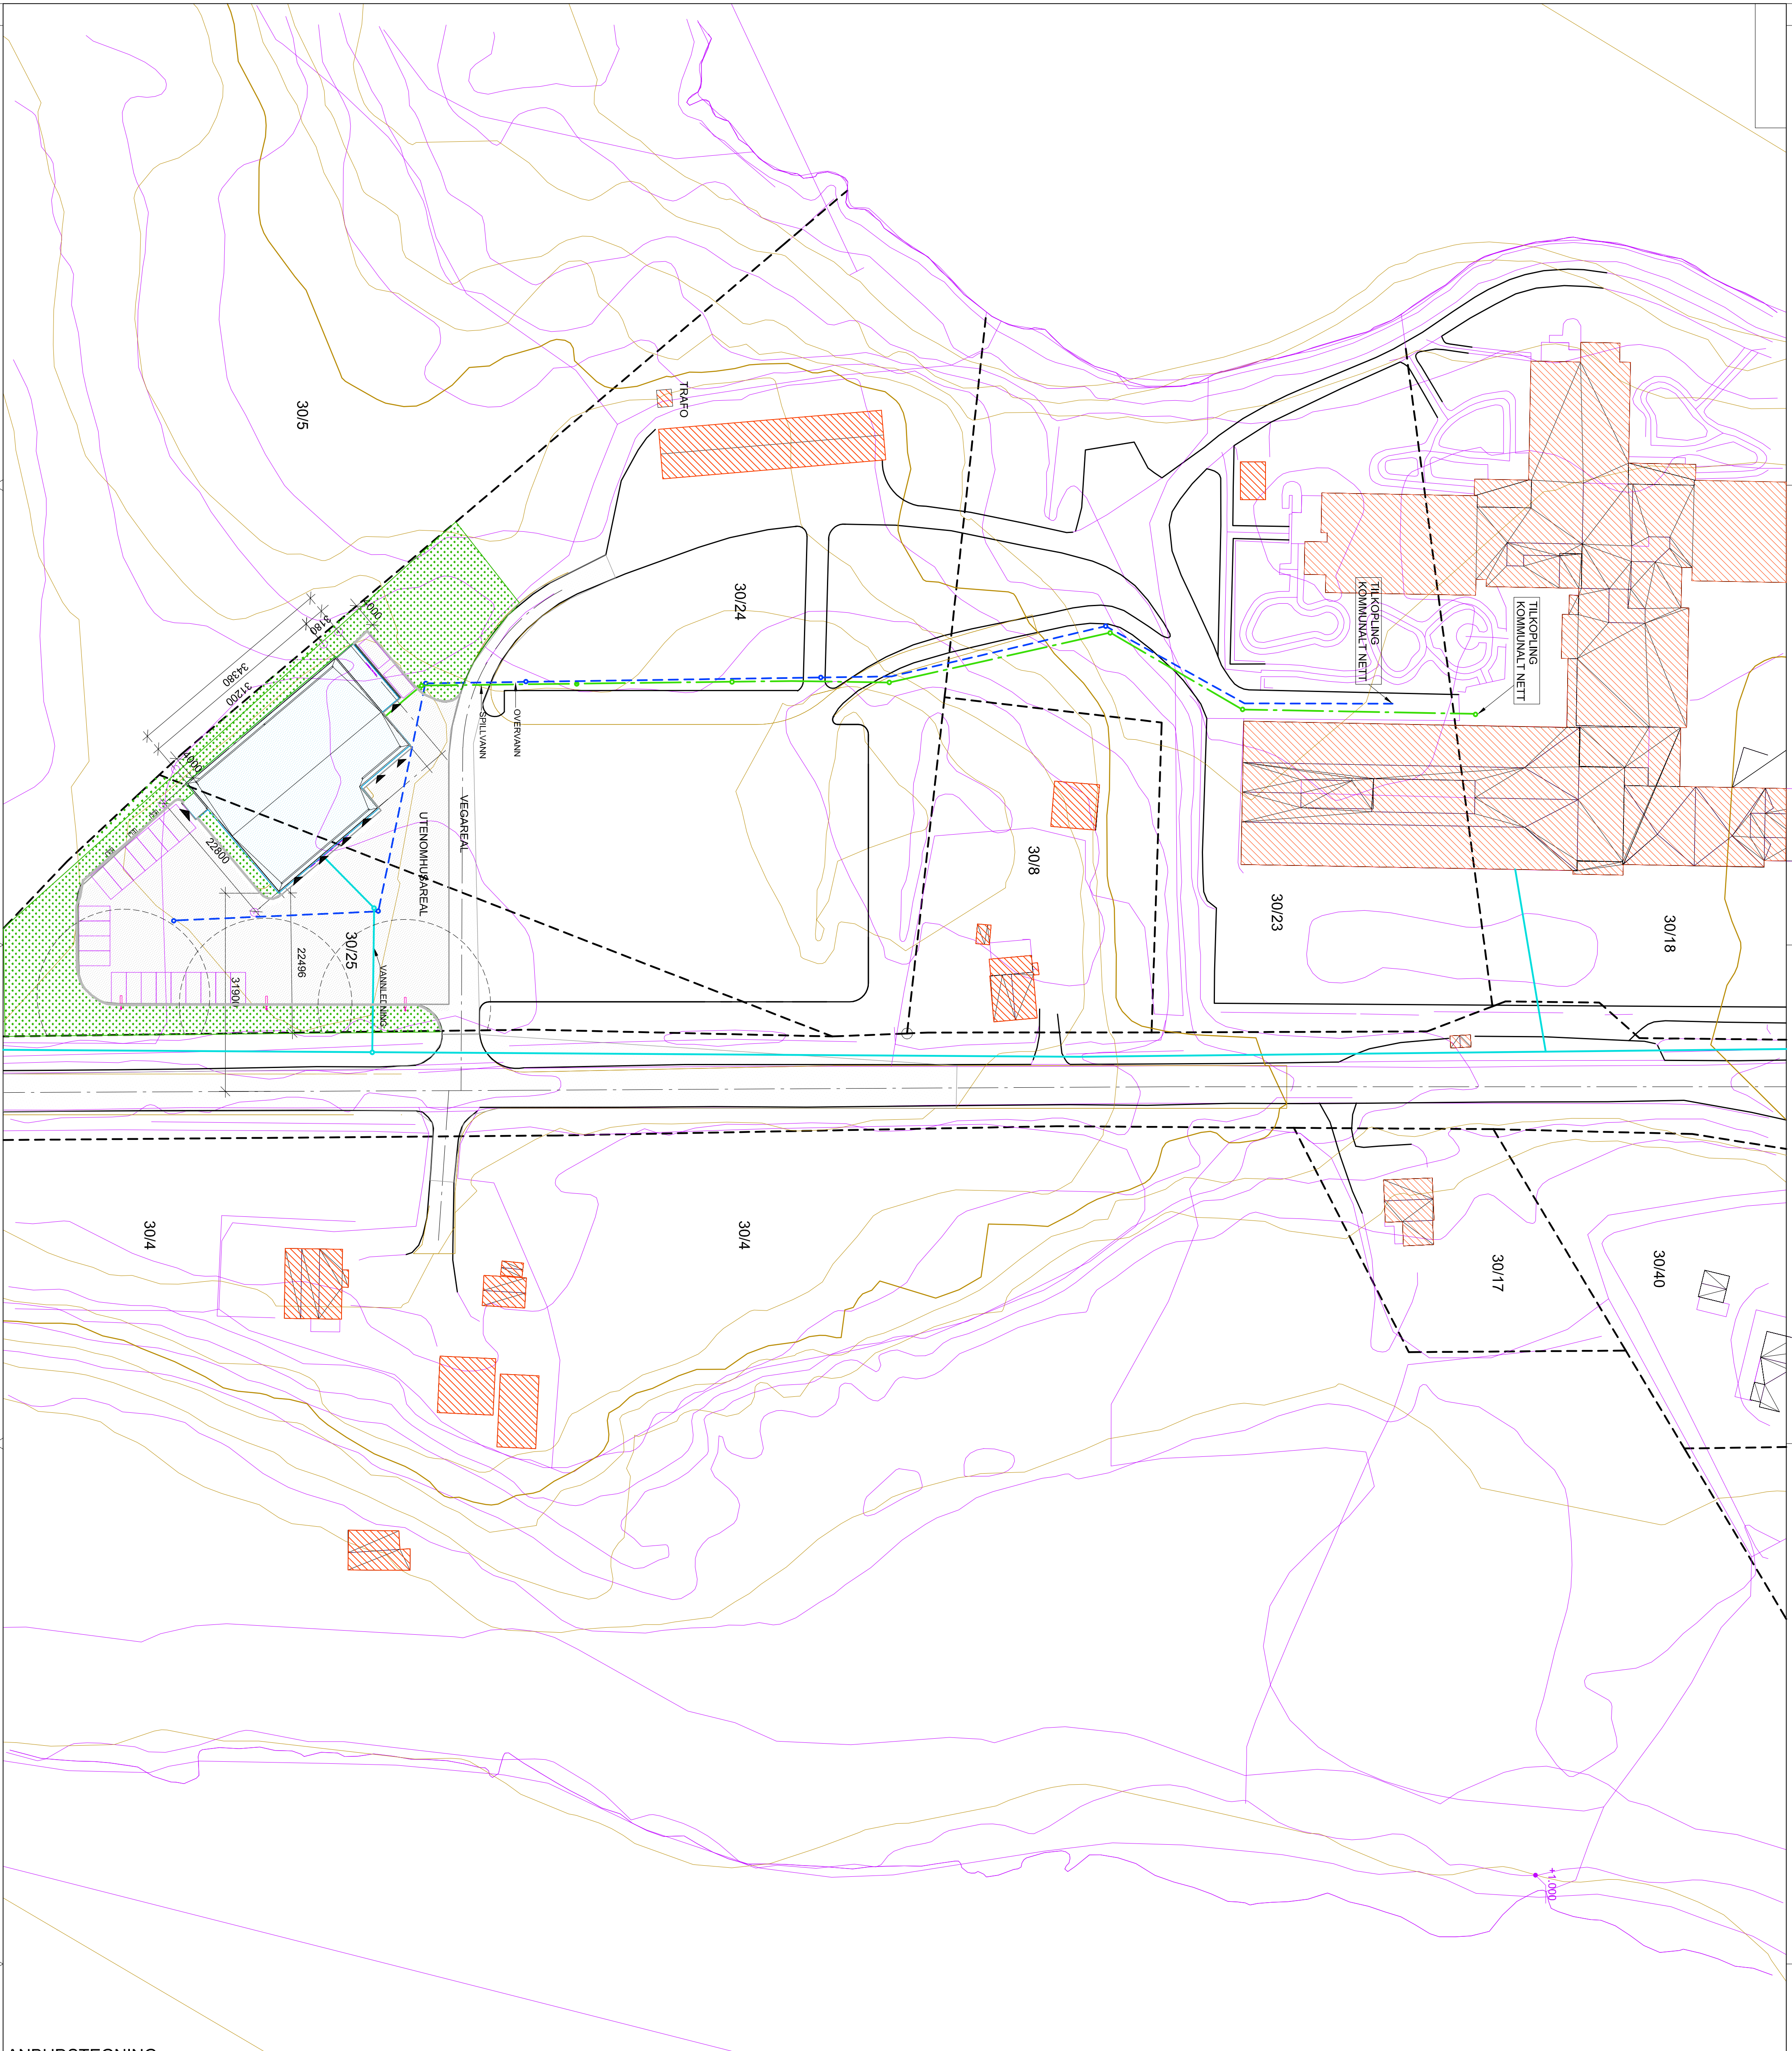 30/5
TRAFO
30/24
TILKOPLING
KOMMUNALT NETT
TILKOPLING
KOMMUNALT NETT
4000
3180
34380
31200
4000
22800
SPILLVANN
OVERVANN
VEGAREAL
UTENOMHUSAREAL
30/8
30/23
30/18
30/25
22496
31900
VANNLEDNING
30/4
30/4
30/17
30/40
+1.000